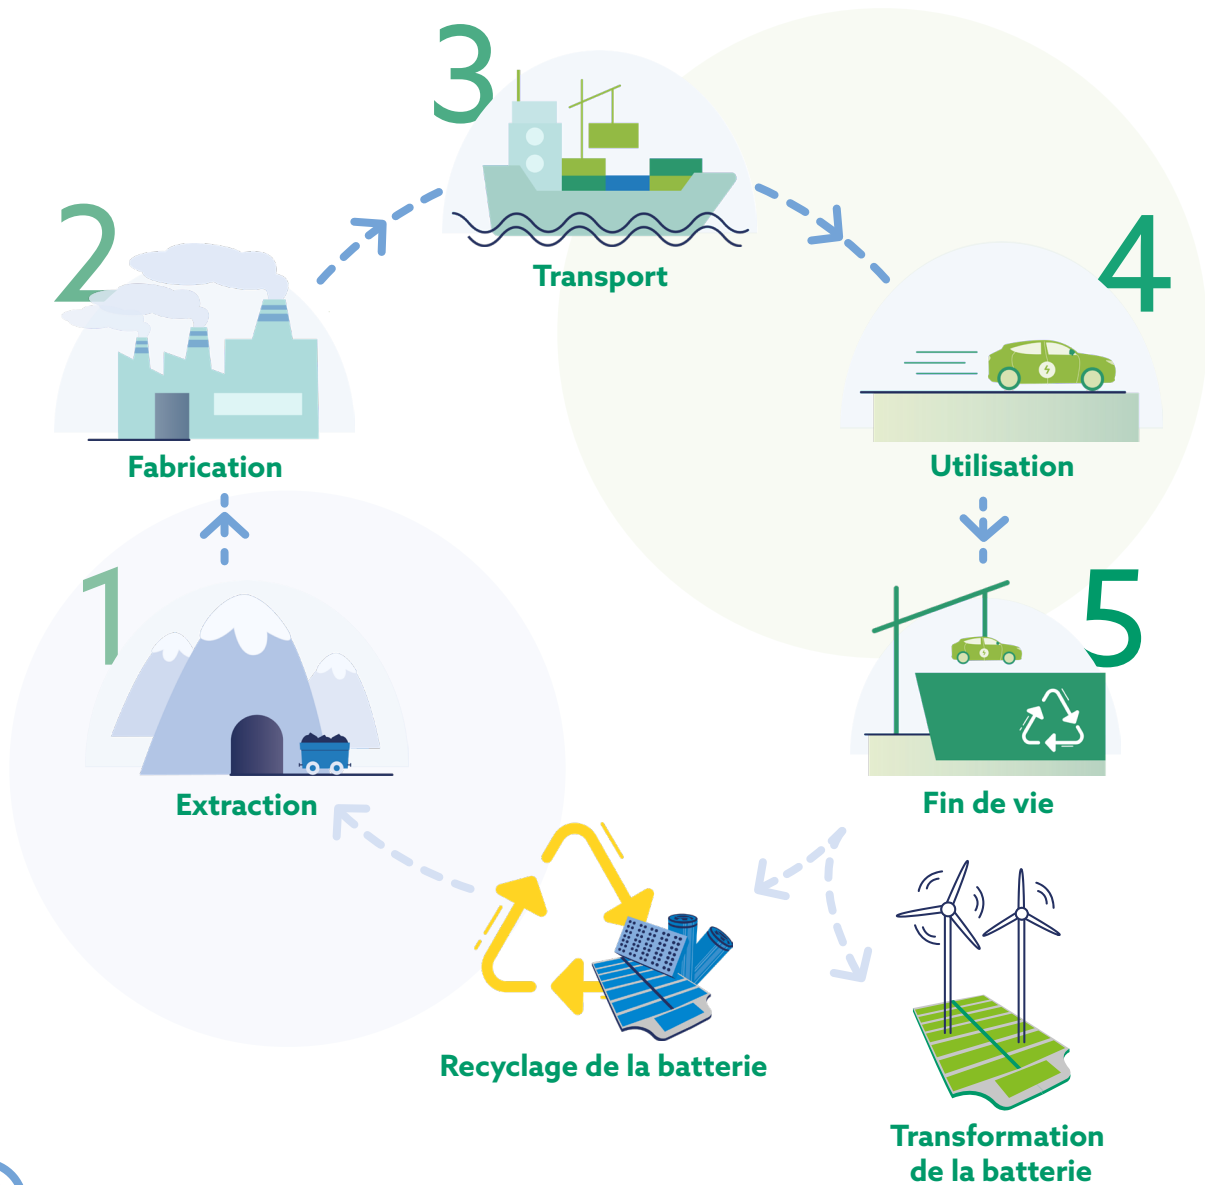 1
Extraction
2
Fabrication
3
Transport
4
Utilisation
5
Fin de vie
Recyclage de la batterie
Transformation
de la batterie